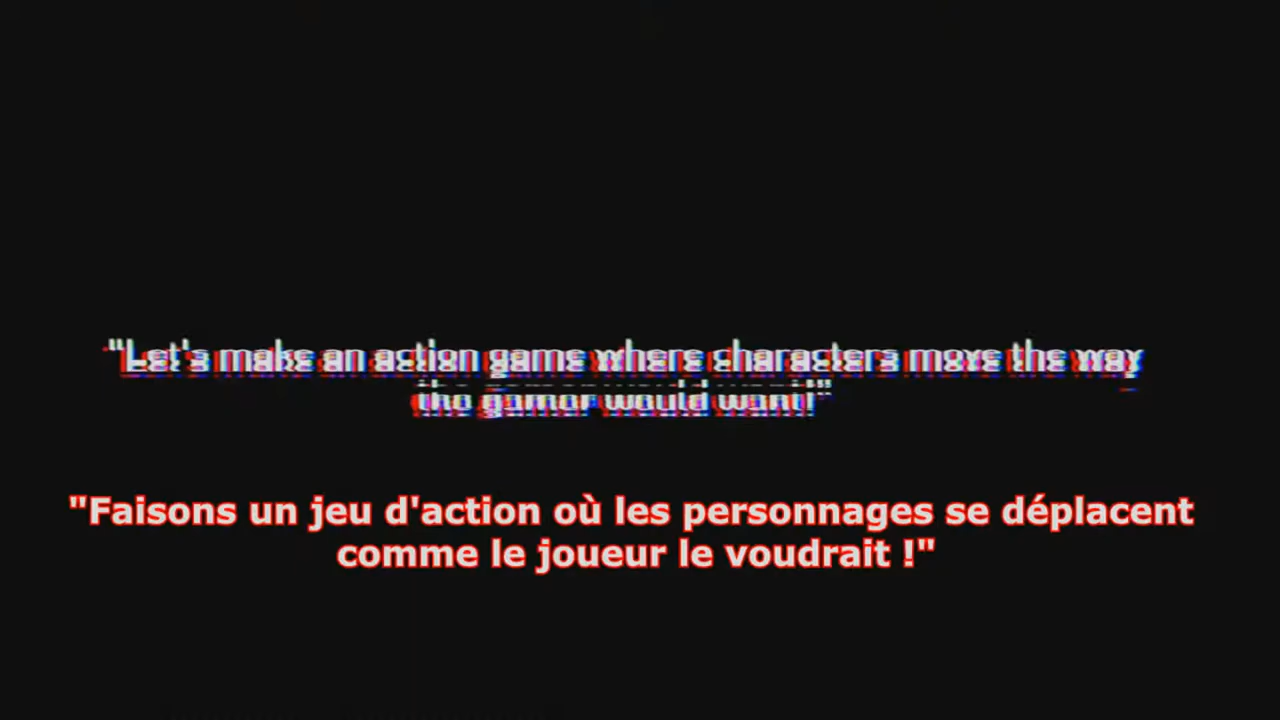 "Let's make an action game where characters move the way
the gamer would want!"
"Faisons un jeu d'action où les personnages se déplacent
comme le joueur le voudrait !"